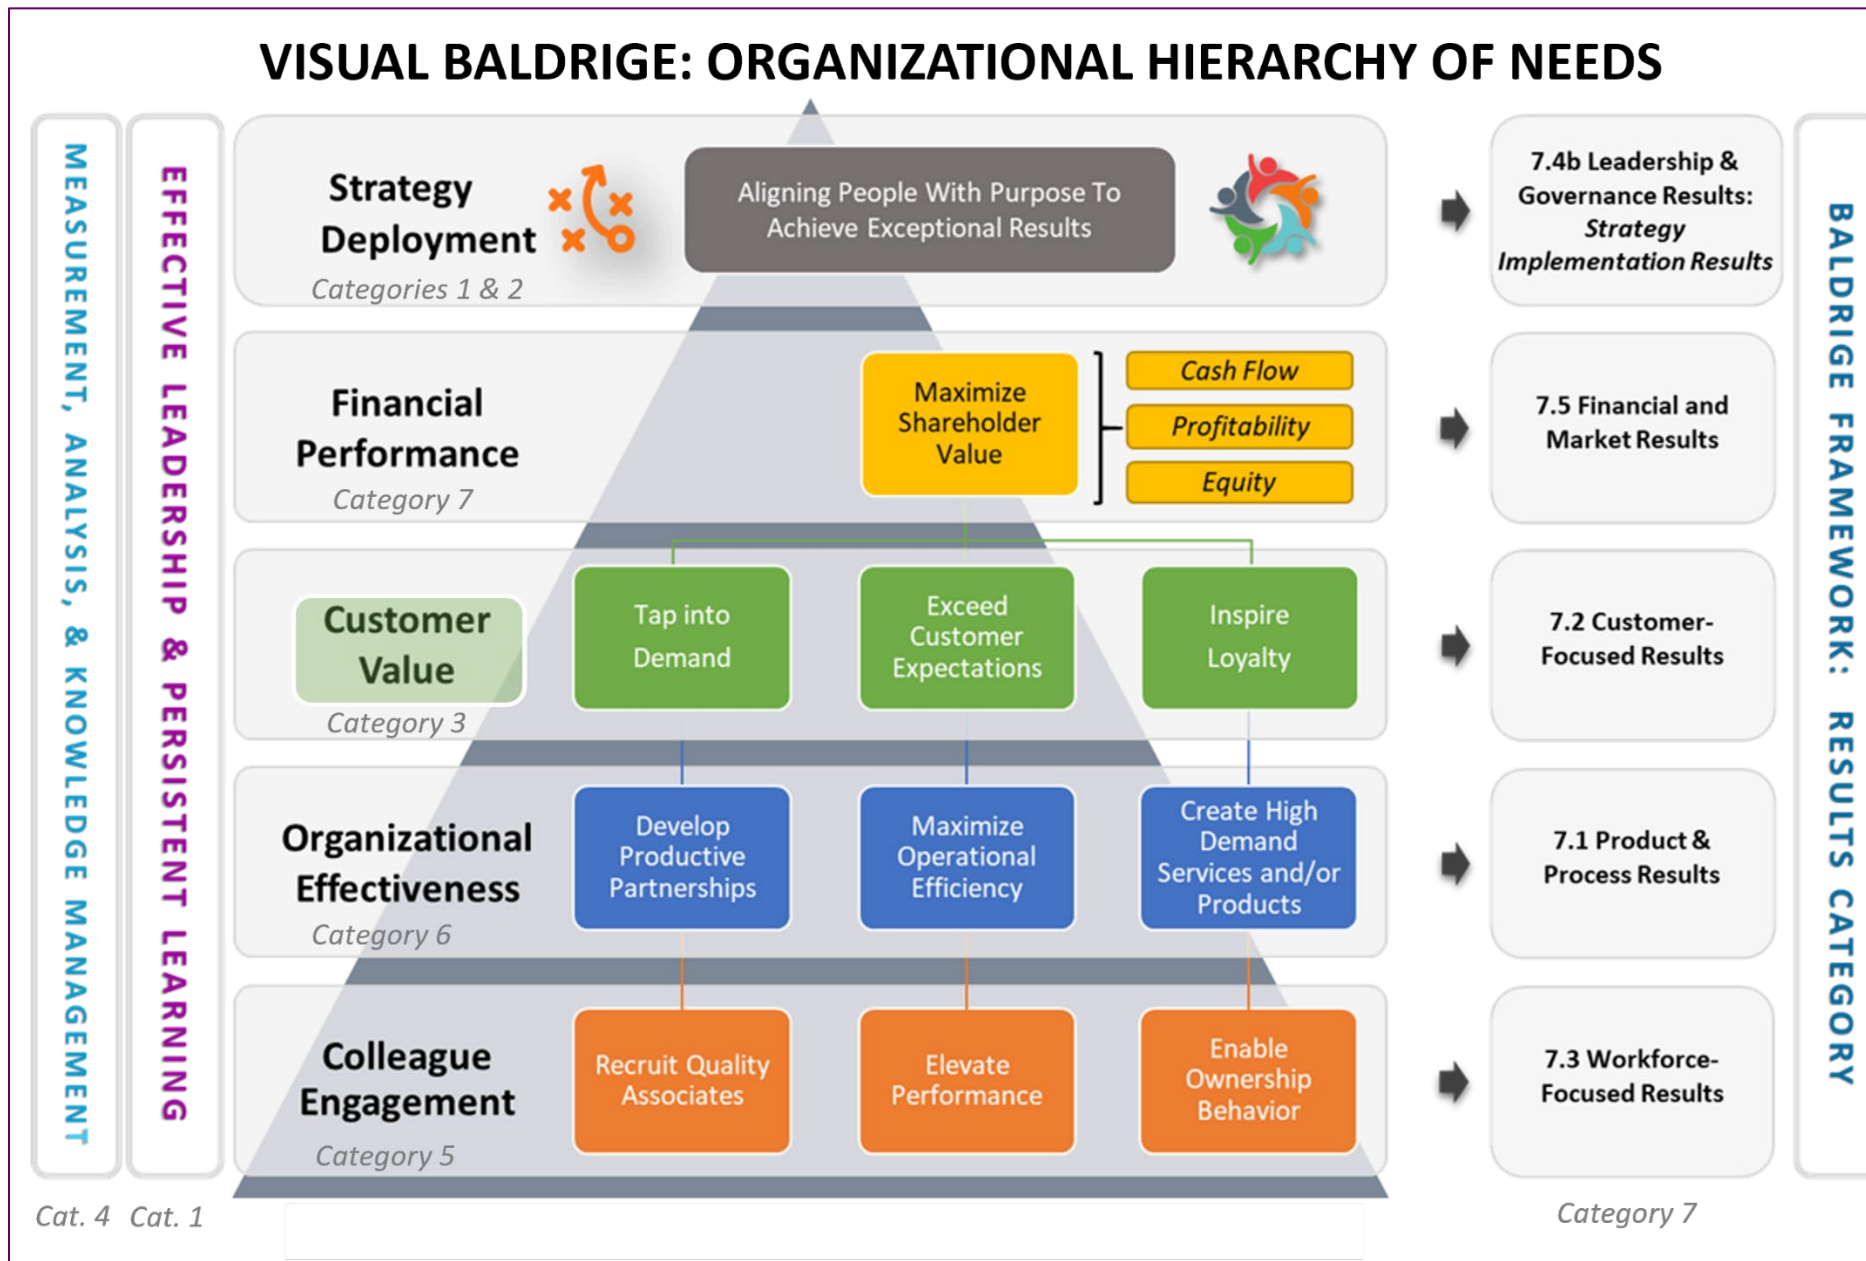 VISUAL BALDRIGE: ORGANIZATIONAL HIERARCHY OF NEEDS
MEASUREMENT, ANALYSIS, & KNOWLEDGE MANAGEMENT
Cat. 4
EFFECTIVE LEADERSHIP & PERSISTENT LEARNING
Cat. 1
Strategy
Deployment
Categories 1 & 2
Aligning People With Purpose To
Achieve Exceptional Results
7.4b Leadership &
Governance Results:
Strategy
Implementation Results
Financial
Performance
Category 7
Maximize
Shareholder
Value
Cash Flow
Profitability
Equity
7.5 Financial and
Market Results
Customer
Value
Category 3
Tap into
Demand
Exceed
Customer
Expectations
Inspire
Loyalty
7.2 Customer-
Focused Results
Organizational
Effectiveness
Category 6
Develop
Productive
Partnerships
Maximize
Operational
Efficiency
Create High
Demand
Services and/or
Products
7.1 Product &
Process Results
Colleague
Engagement
Category 5
Recruit Quality
Associates
Elevate
Performance
Enable
Ownership
Behavior
7.3 Workforce-
Focused Results
Category 7
BALDRIGE FRAMEWORK: RESULTS CATEGORY